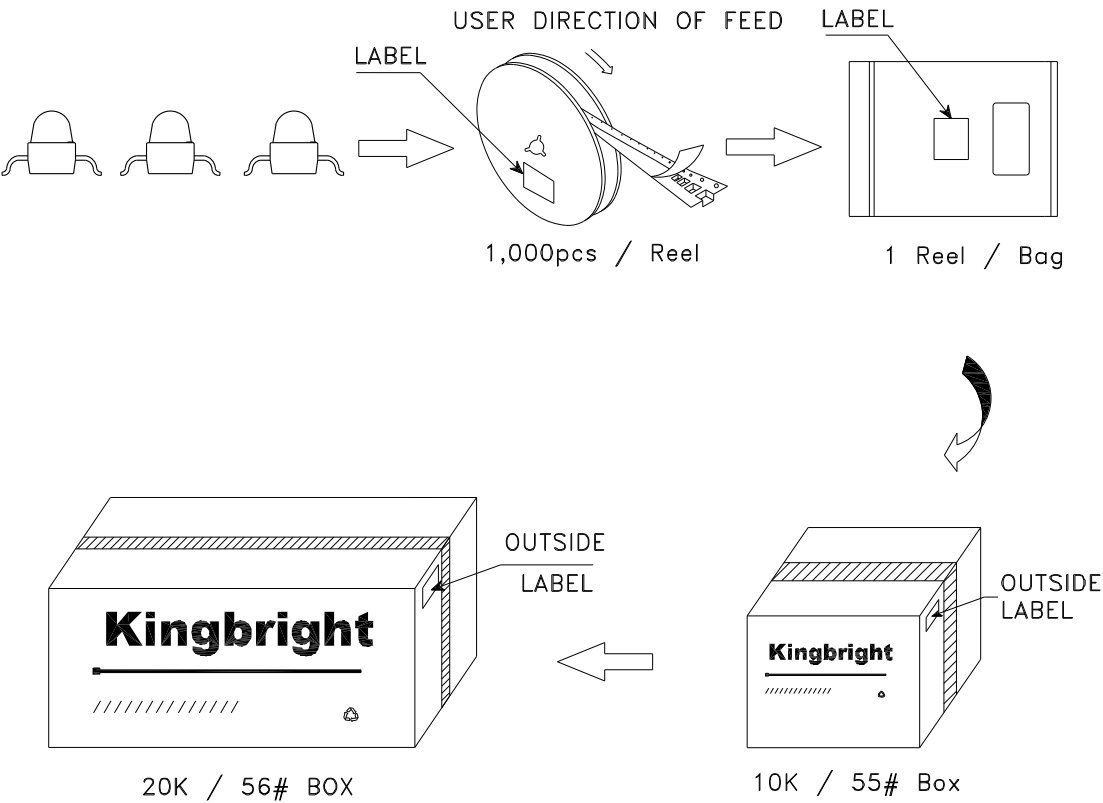 USER DIRECTION OF FEED
LABEL
LABEL
1,000pcs / Reel
1 Reel / Bag
OUTSIDE
LABEL
OUTSIDE
LABEL
Kingbright
Kingbright
20K / 56# BOX
10K / 55# Box